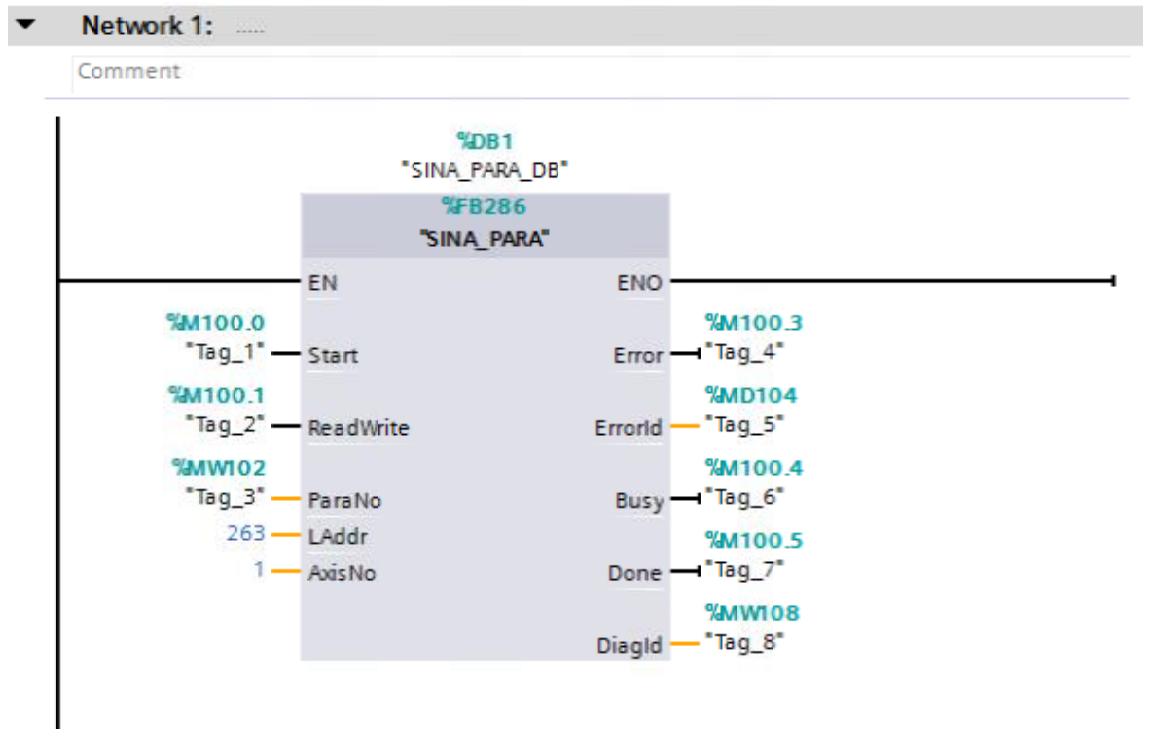 Network 1: .....
Comment
%DB1
"SINA_PARA_DB"
%FB286
"SINA_PARA"
EN ENO
%M100.0 %M100.3
"Tag_1" Start Error "Tag_4"
%M100.1 %MD104
"Tag_2" ReadWrite ErrorId "Tag_5"
%MW102 %M100.4
"Tag_3" ParaNo Busy "Tag_6"
263 LAddr
%M100.5
1 AxisNo Done "Tag_7"
%MW108
DiagId "Tag_8"